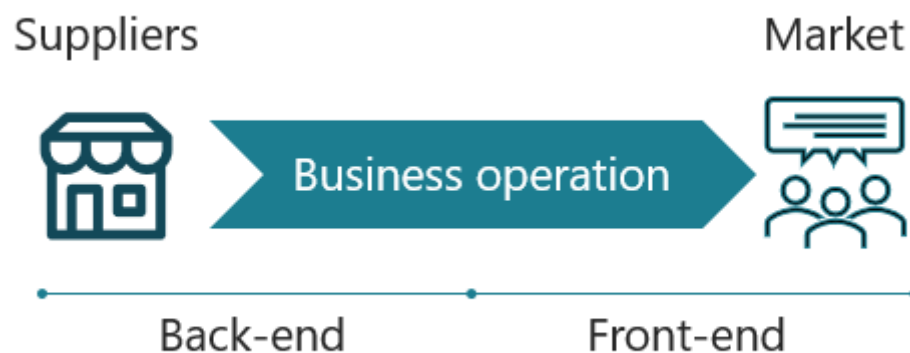 Suppliers
Market
Business operation
Back-end
Front-end